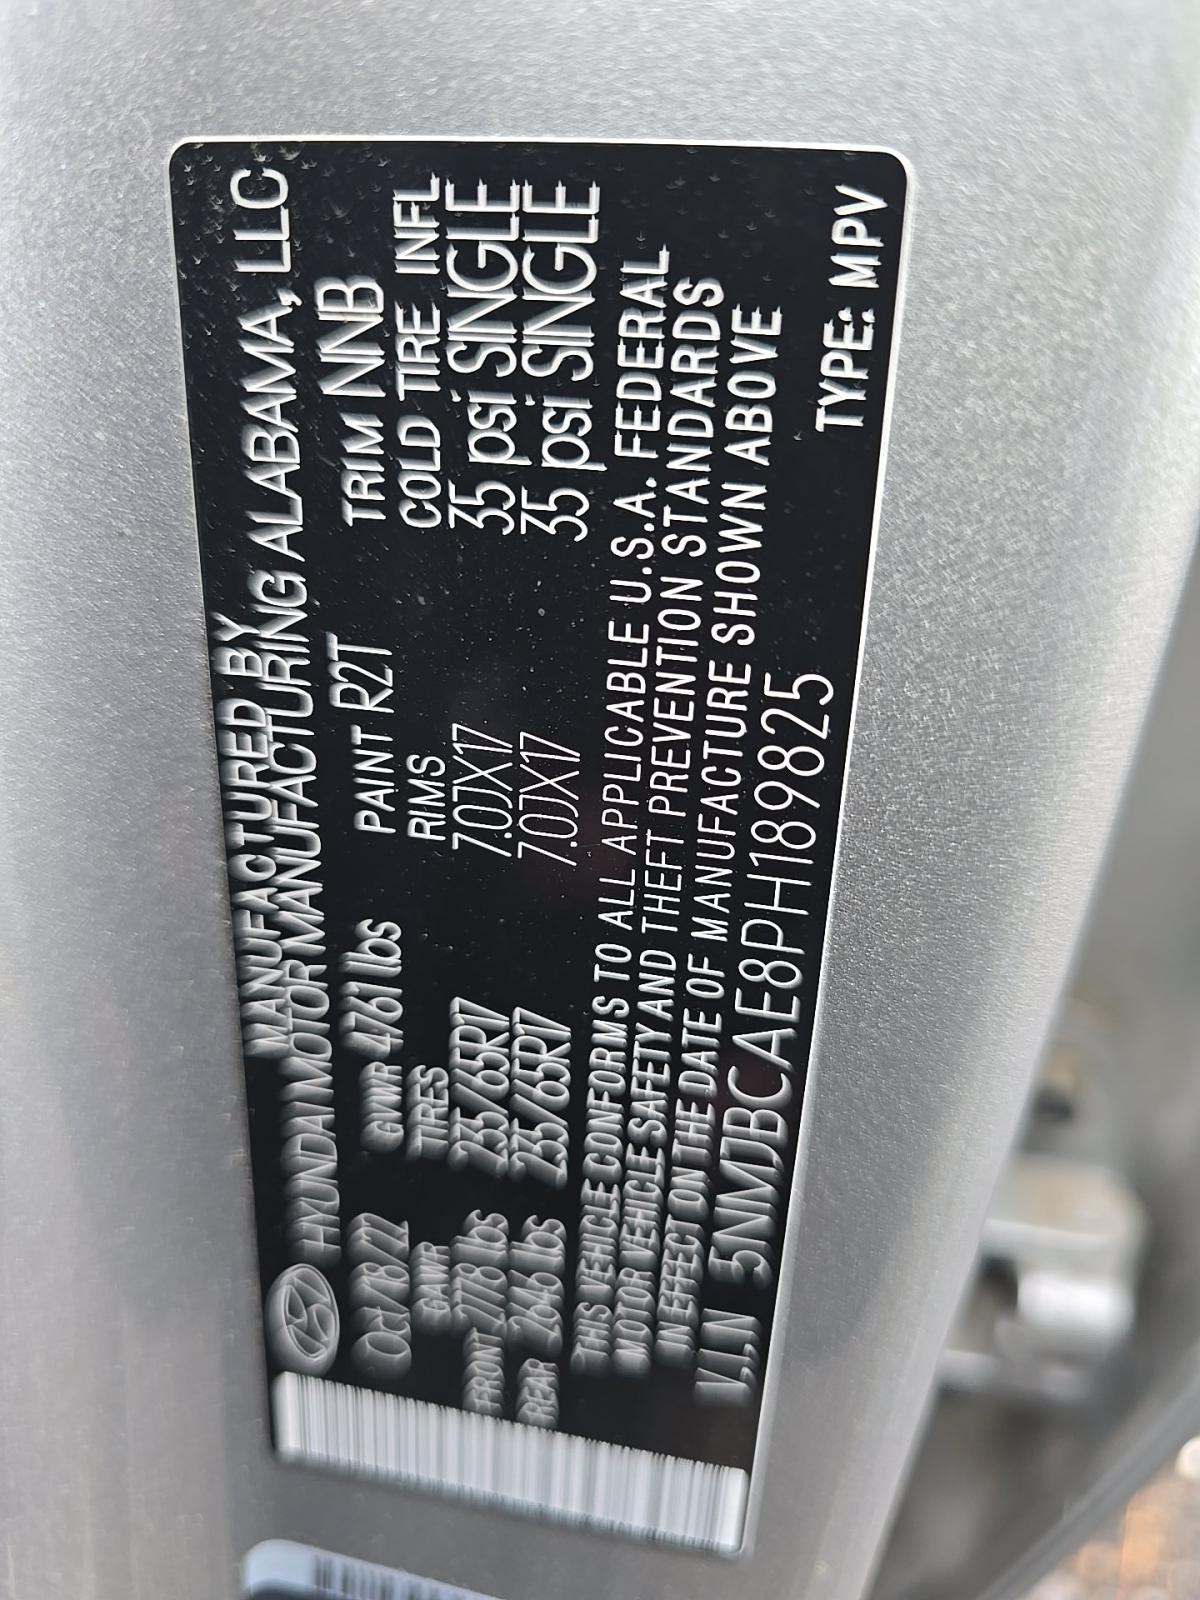 MANUFACTURED BY
HYUNDAI MOTOR MANUFACTURING ALABAMA, LLC
Oct/18/22 GVWR 4761 lbs PAINT R2T TRIM NNB
GAWR TIRES RIMS COLD TIRE INFL
FRONT 2778 lbs 235/65R17 7.0JX17 35 psi SINGLE
REAR 2646 lbs 235/65R17 7.0JX17 35 psi SINGLE
THIS VEHICLE CONFORMS TO ALL APPLICABLE U.S.A. FEDERAL
MOTOR VEHICLE SAFETY AND THEFT PREVENTION STANDARDS
IN EFFECT ON THE DATE OF MANUFACTURE SHOWN ABOVE
V.I.N 5NMJBCAE8PH189825 TYPE: MPV